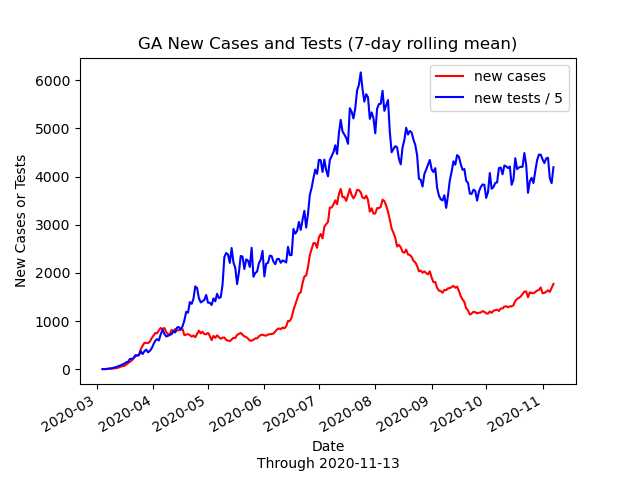 GA New Cases and Tests (7-day rolling mean)
new cases
new tests / 5
New Cases or Tests
6000
5000
4000
3000
2000
1000
0
2020-03
2020-04
2020-05
2020-06
2020-07
2020-08
2020-09
2020-10
2020-11
Date
Through 2020-11-13